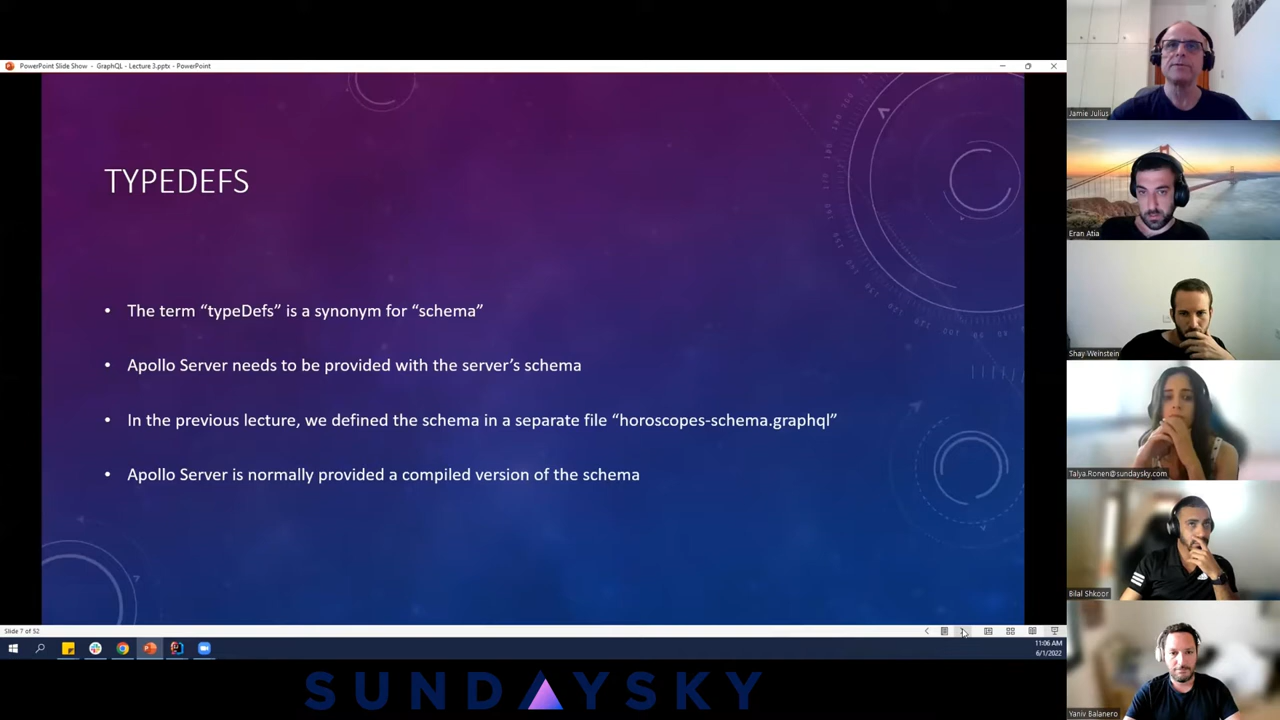 PowerPoint Slide Show - GraphQL - Lecture 3.pptx - PowerPoint
TYPEDEFS
• The term “typeDefs” is a synonym for “schema”
• Apollo Server needs to be provided with the server’s schema
• In the previous lecture, we defined the schema in a separate file “horoscopes-schema.graphql”
• Apollo Server is normally provided a compiled version of the schema
Slide 7 of 52
11:06 AM
6/1/2022
SUNDAYSKY
Jamie Julius
Eran Atia
Shay Weinstein
Talya.Ronen@sundaysky.com
Bilal Shkoor
Yaniv Balanero